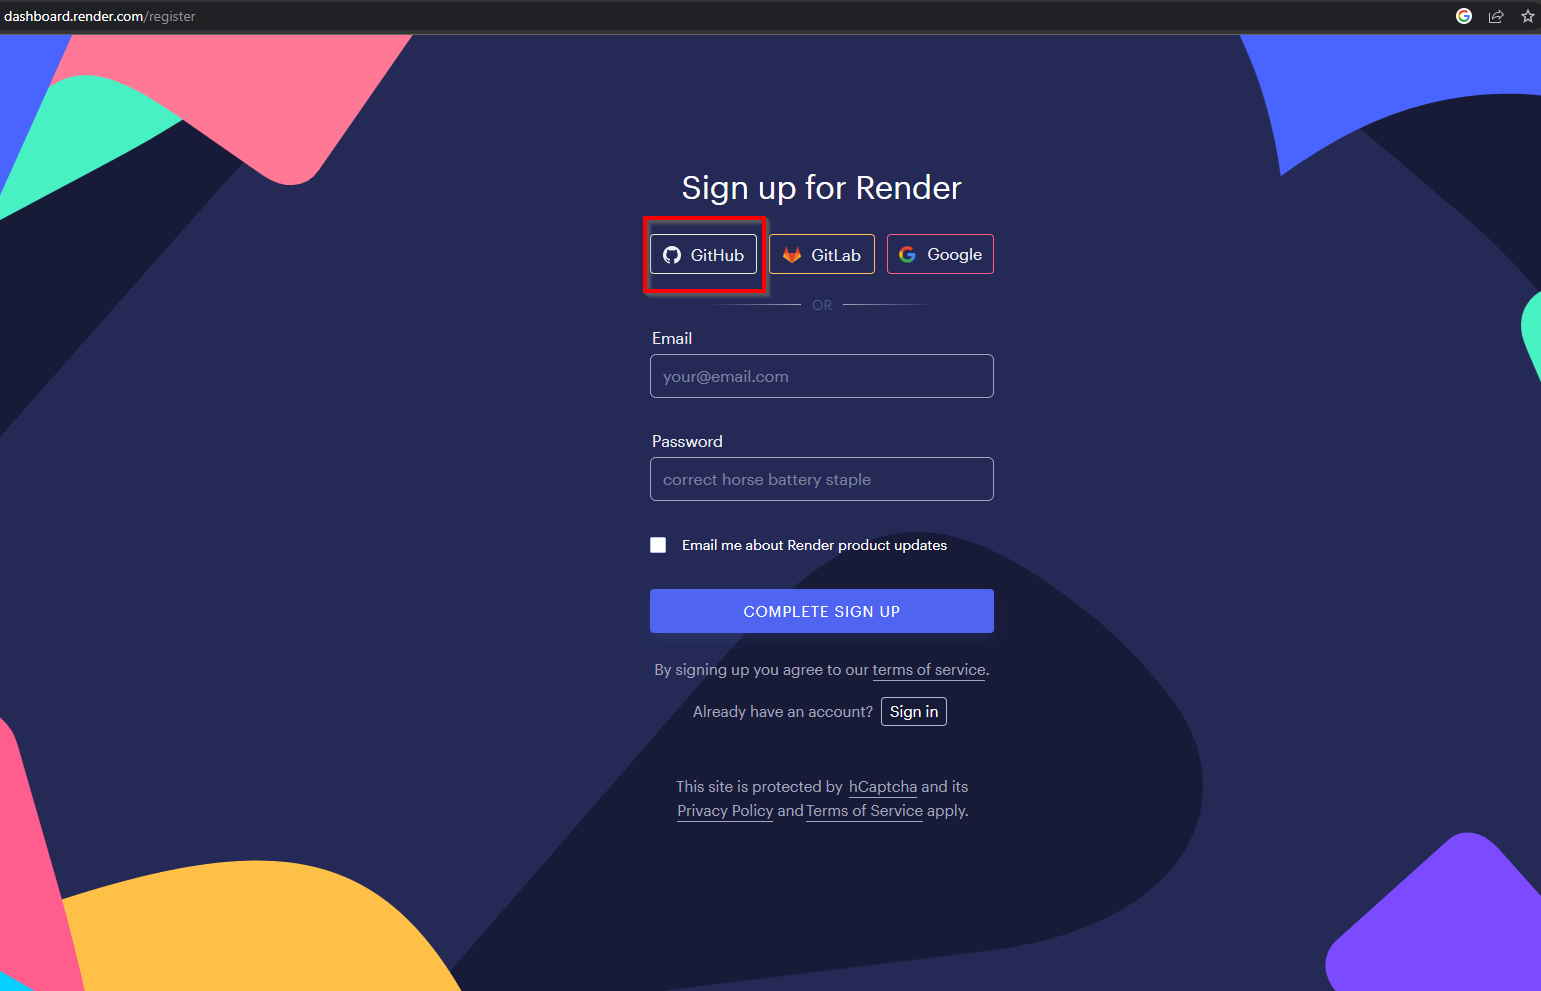 dashboard.render.com/register
Sign up for Render
GitHub GitLab Google
OR
Email
your@email.com
Password
correct horse battery staple
Email me about Render product updates
COMPLETE SIGN UP
By signing up you agree to our terms of service.
Already have an account? Sign in
This site is protected by hCaptcha and its
Privacy Policy and Terms of Service apply.